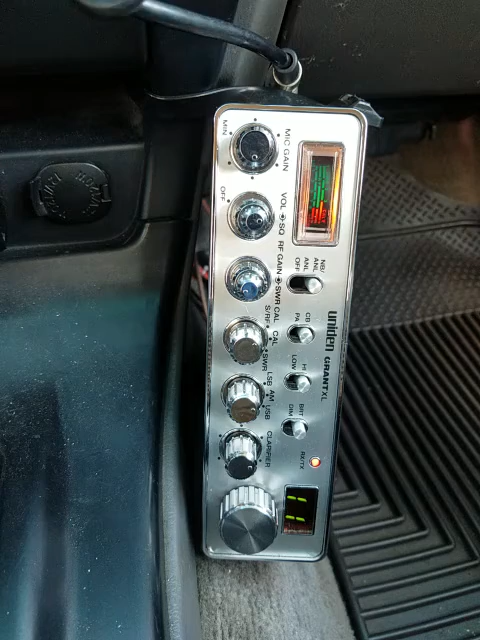 MIC GAIN
MIN
VOL SQ
OFF
RF GAIN SWR CAL
S/RF CAL SWR
LSB AM USB
CLARIFIER
NB/
ANL
ANL
OFF
CB
PA
HI
LOW
BRT
DIM
uniden GRANT XL
RX/TX
11